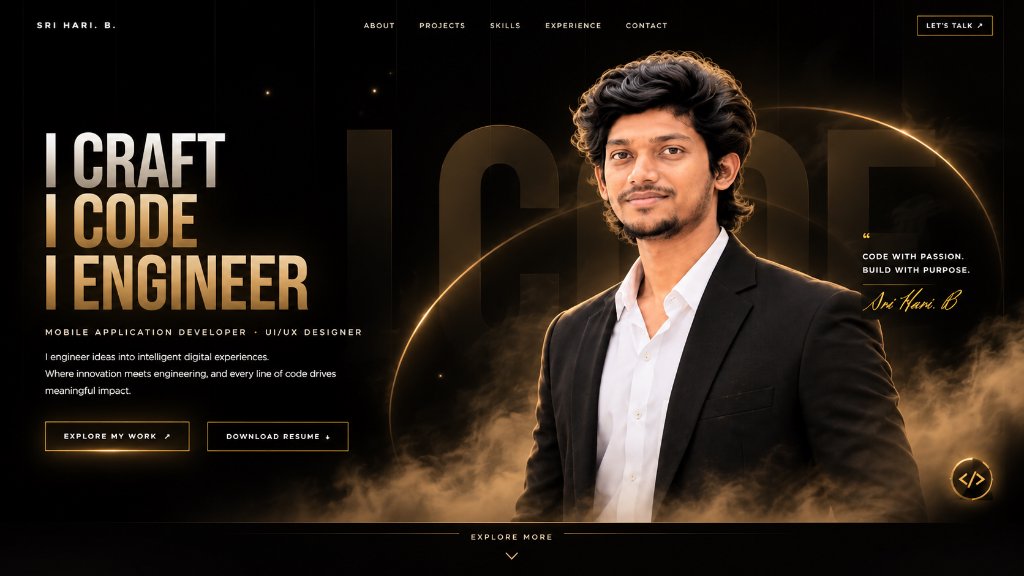 SRI HARI. B.
ABOUT PROJECTS SKILLS EXPERIENCE CONTACT
LET'S TALK ↗
I CODE
I CRAFT
I CODE
I ENGINEER
MOBILE APPLICATION DEVELOPER · UI/UX DESIGNER
I engineer ideas into intelligent digital experiences.
Where innovation meets engineering, and every line of code drives
meaningful impact.
EXPLORE MY WORK ↗
DOWNLOAD RESUME ↓
“
CODE WITH PASSION.
BUILD WITH PURPOSE.
Sri Hari. B
</>
EXPLORE MORE